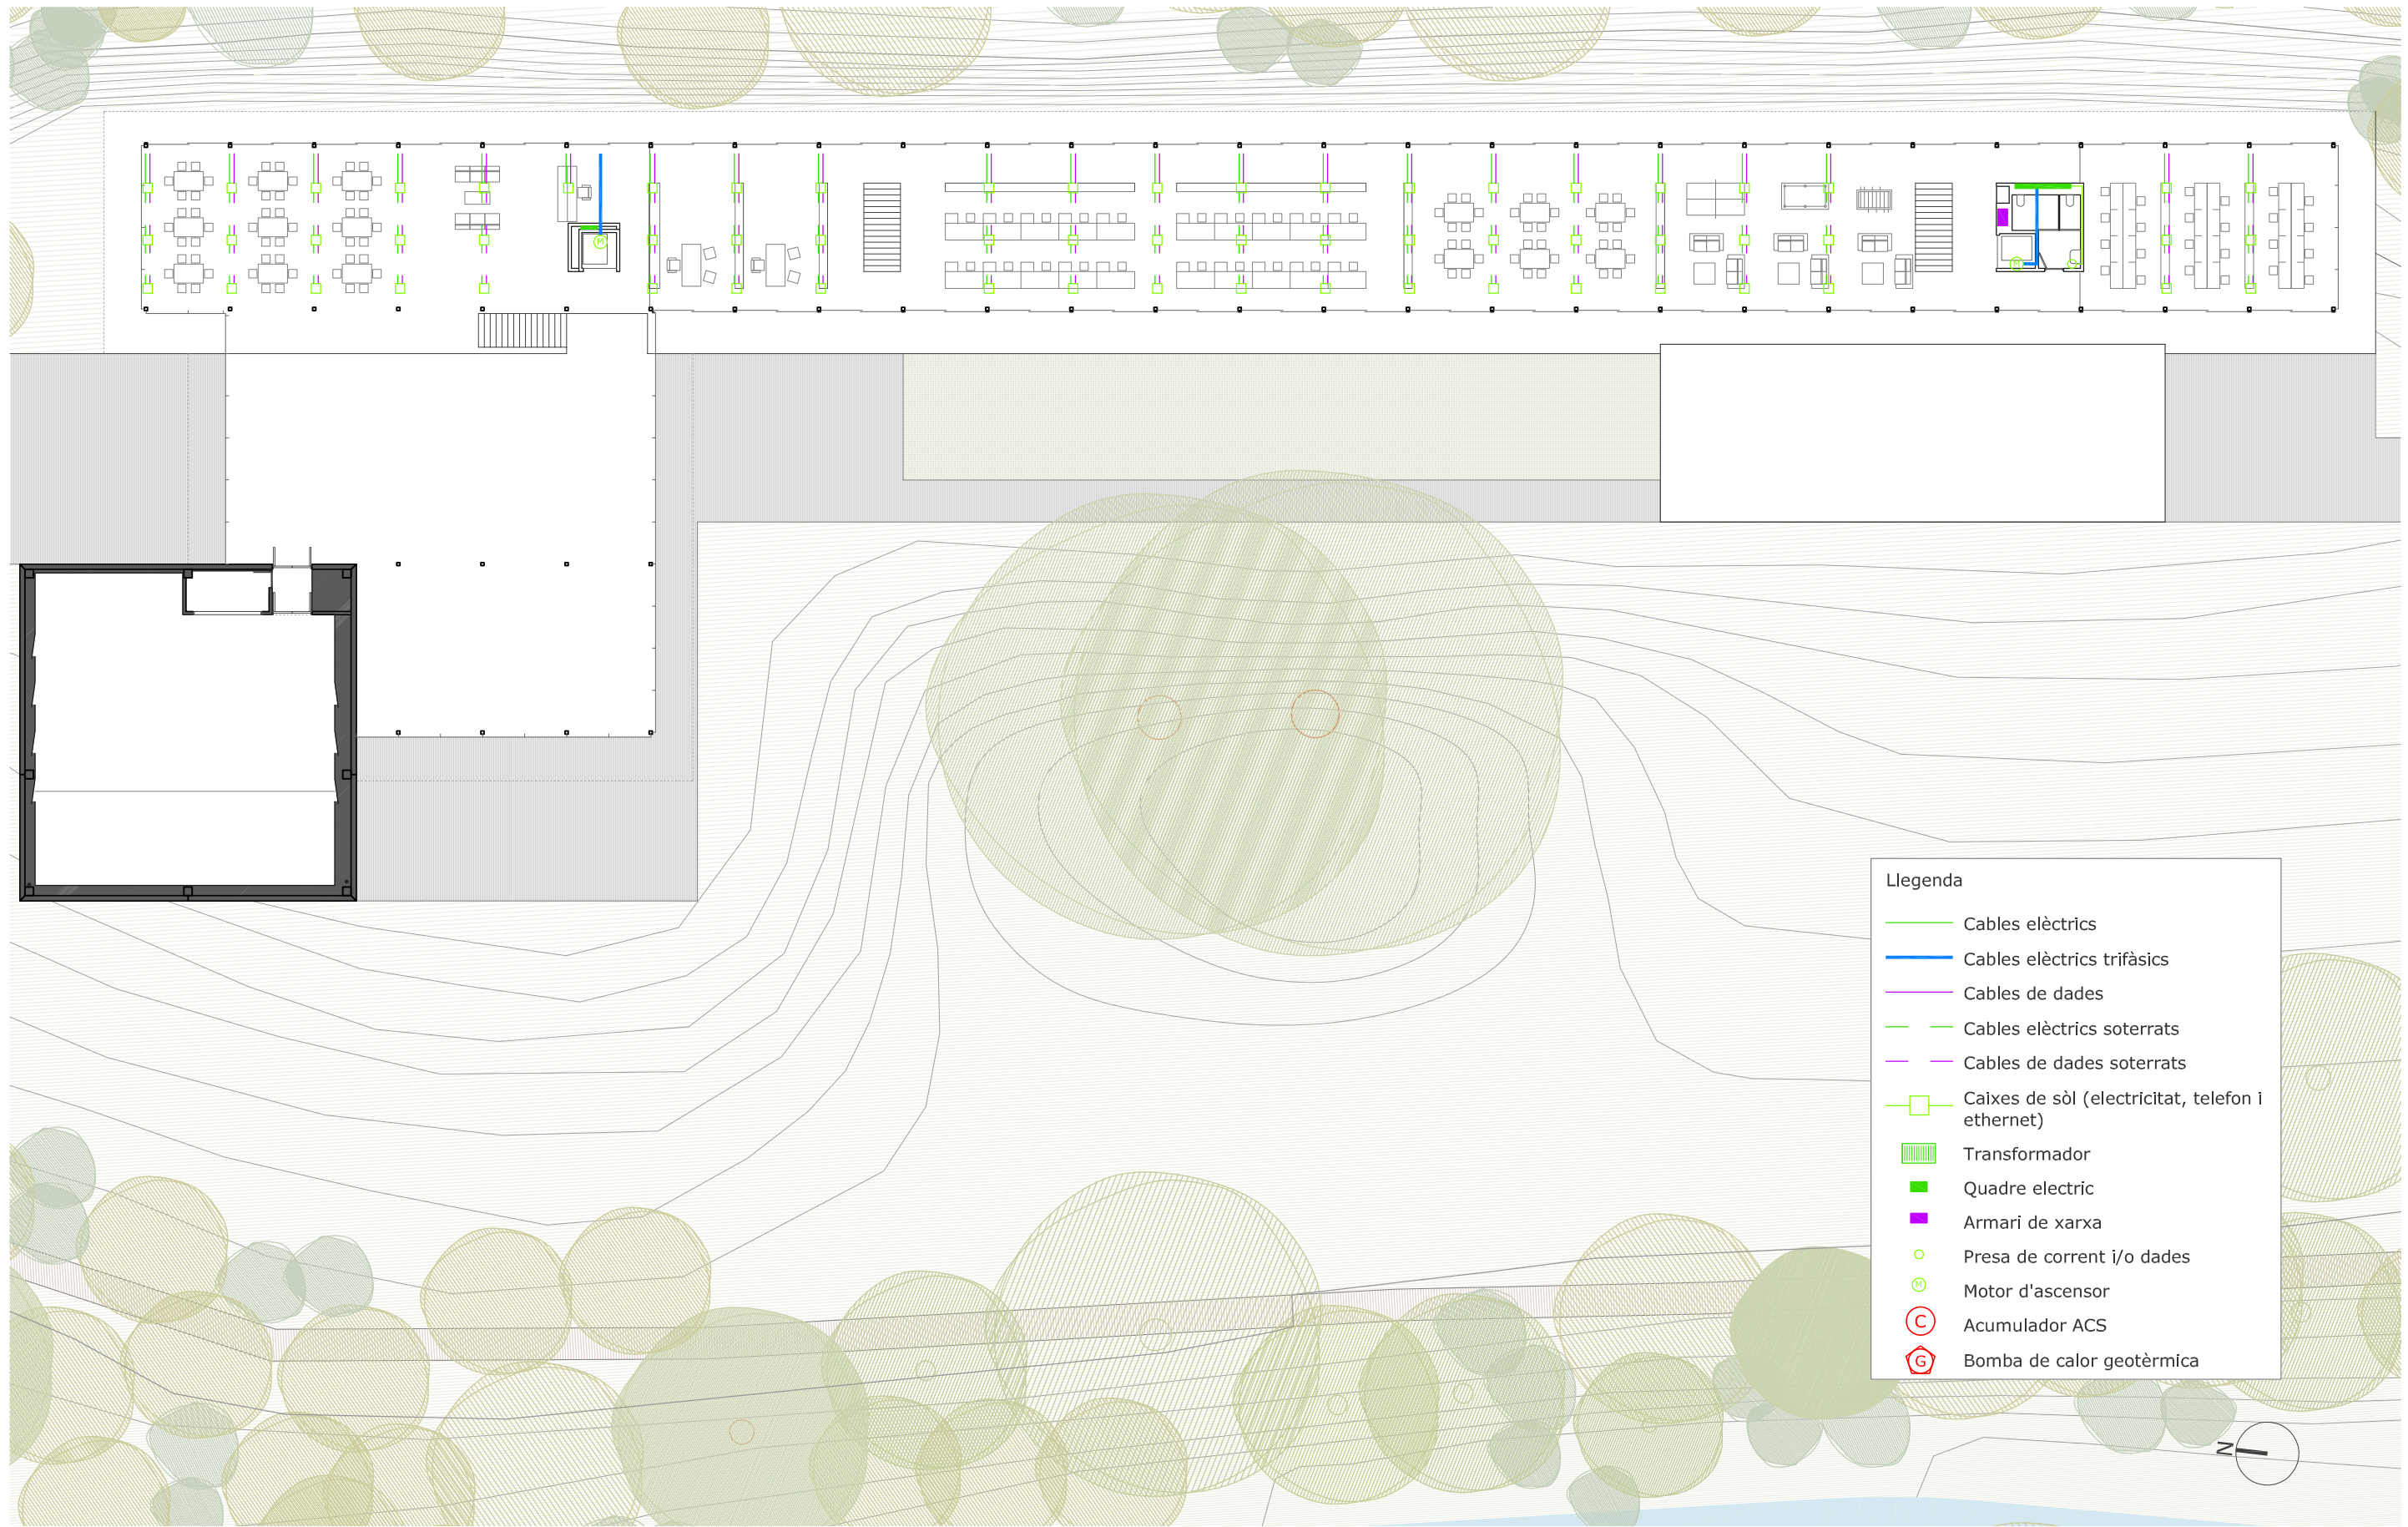 M
M
Llegenda
Cables elèctrics
Cables elèctrics trifàsics
Cables de dades
Cables elèctrics soterrats
Cables de dades soterrats
Caixes de sòl (electricitat, telefon i
ethernet)
Transformador
Quadre electric
Armari de xarxa
Presa de corrent i/o dades
M Motor d'ascensor
C Acumulador ACS
G Bomba de calor geotèrmica
N